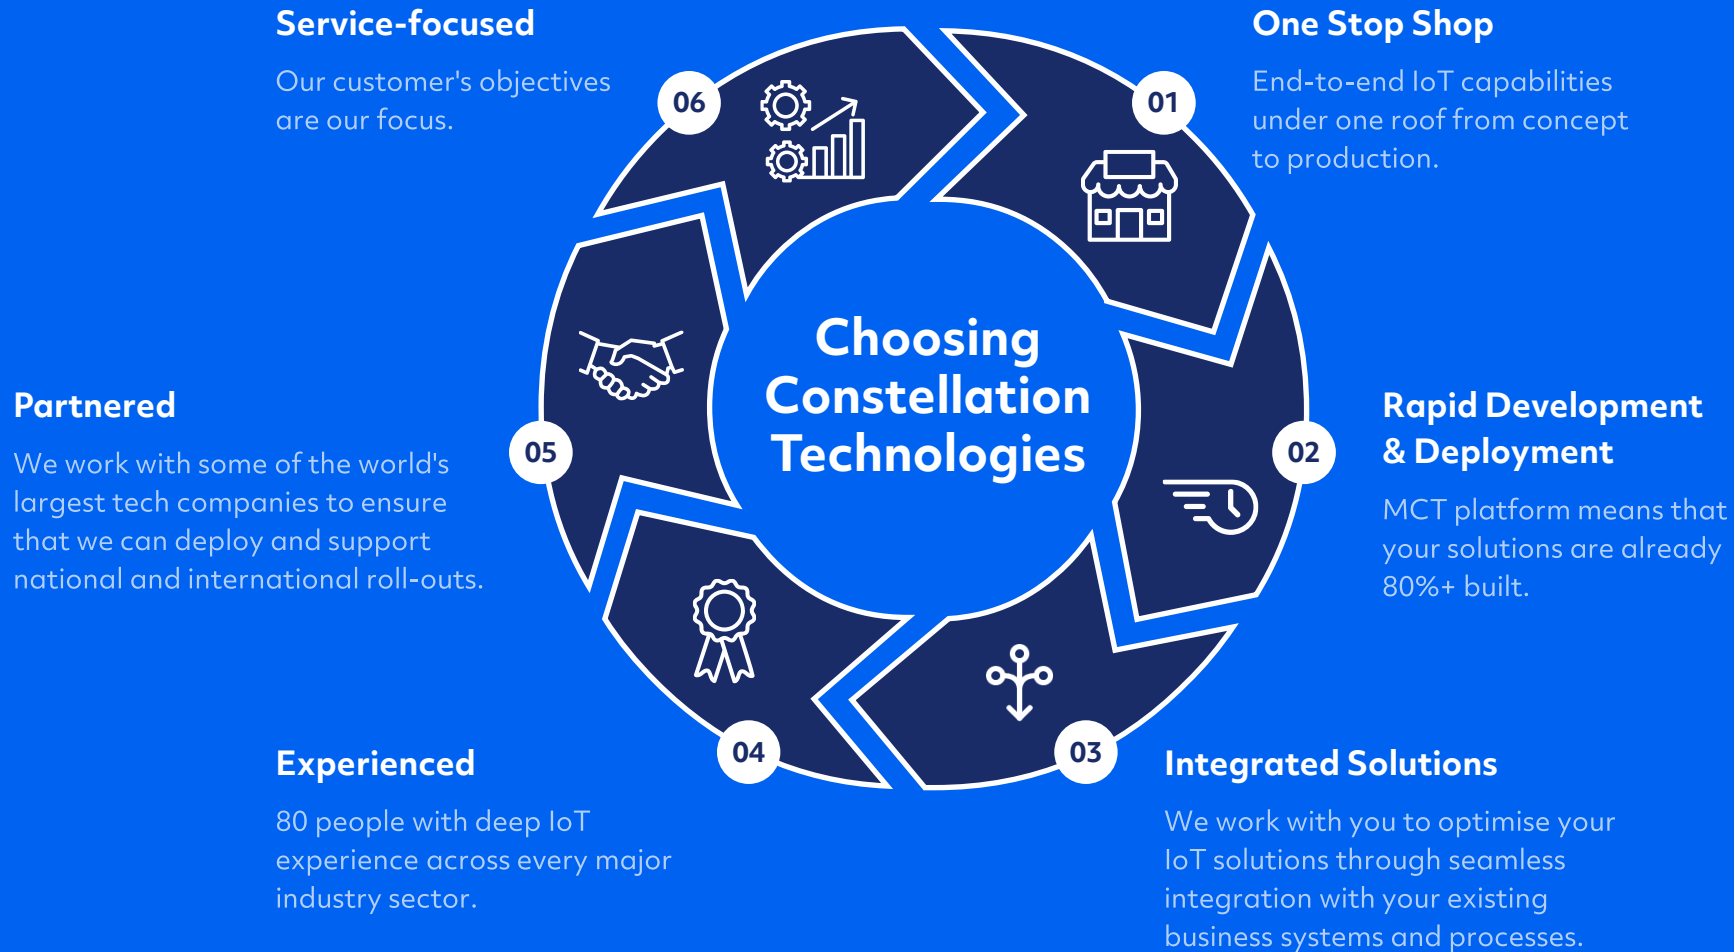 Choosing
Constellation
Technologies
01
One Stop Shop
End-to-end IoT capabilities
under one roof from concept
to production.
02
Rapid Development
& Deployment
MCT platform means that
your solutions are already
80%+ built.
03
Integrated Solutions
We work with you to optimise your
IoT solutions through seamless
integration with your existing
business systems and processes.
04
Experienced
80 people with deep IoT
experience across every major
industry sector.
05
Partnered
We work with some of the world's
largest tech companies to ensure
that we can deploy and support
national and international roll-outs.
06
Service-focused
Our customer's objectives
are our focus.